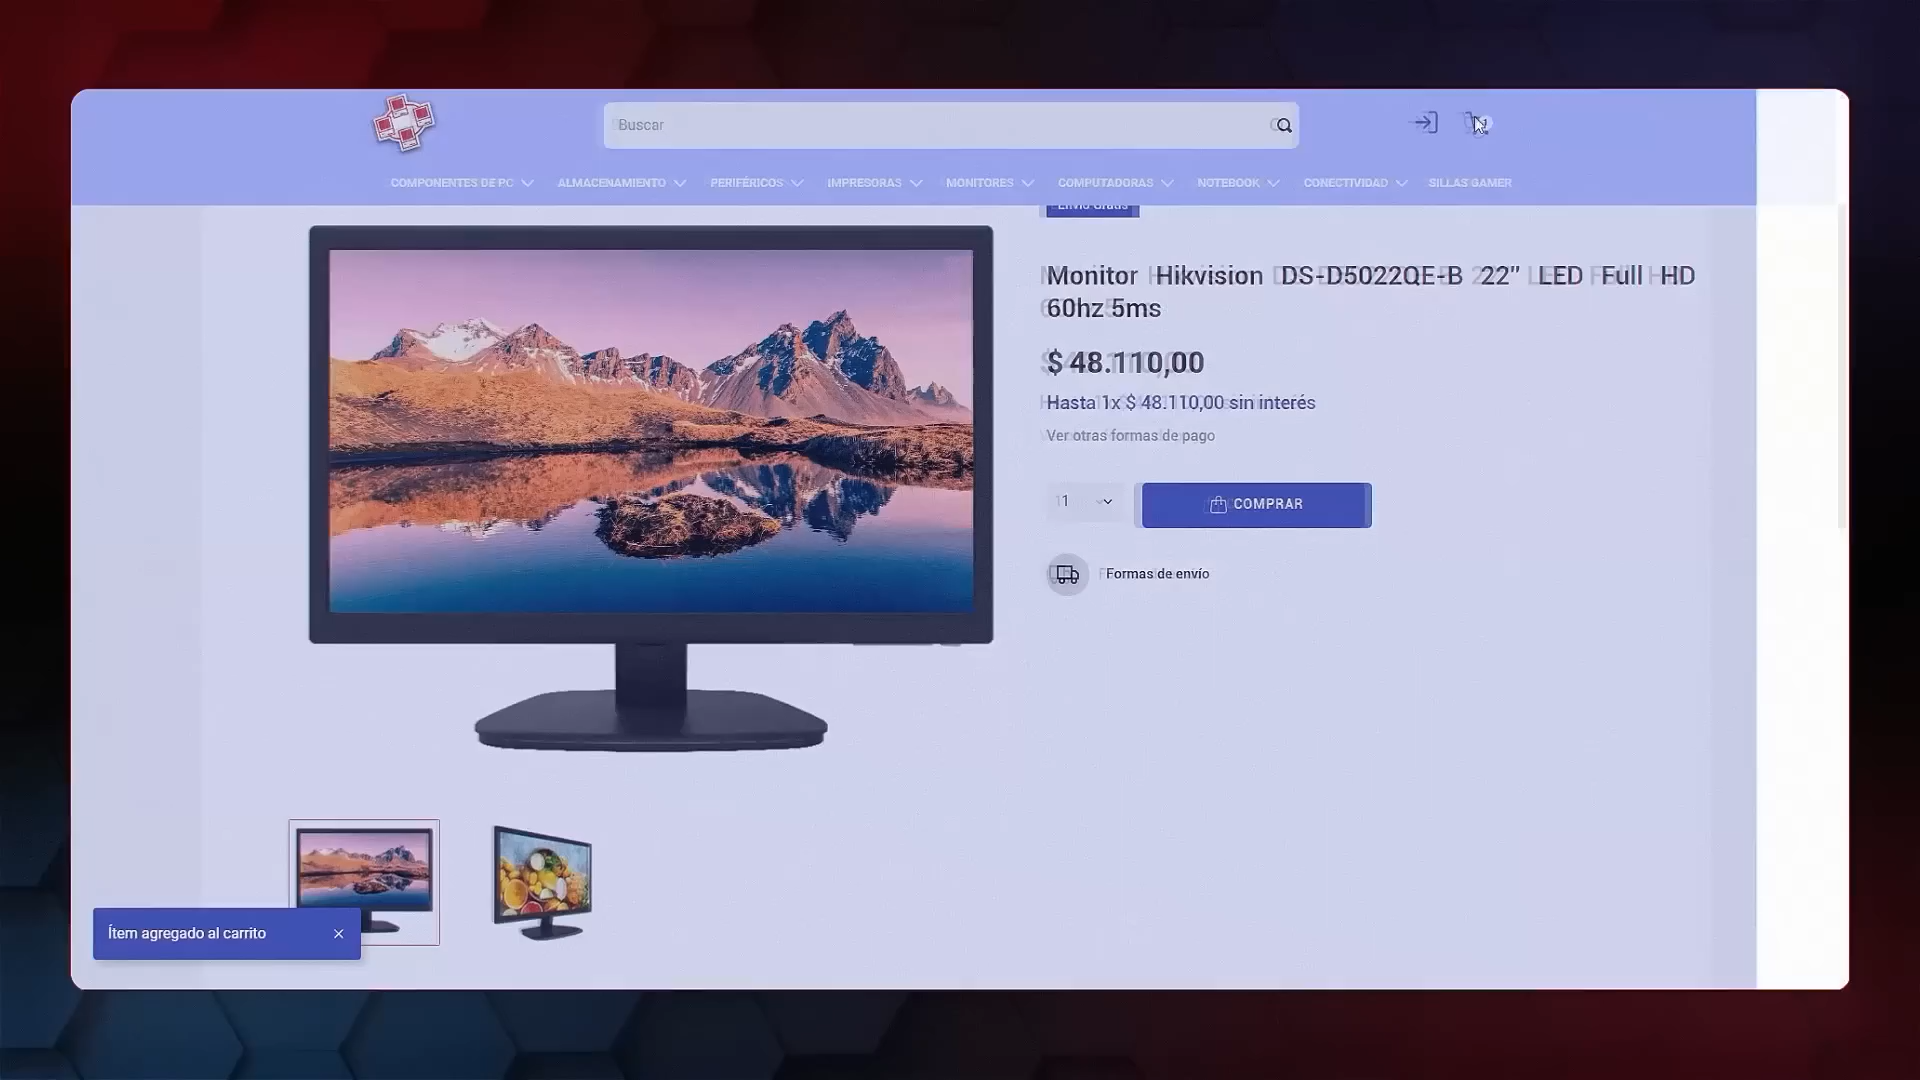 Buscar
COMPONENTES DE PC ALMACENAMIENTO PERIFÉRICOS IMPRESORAS MONITORES COMPUTADORAS NOTEBOOK CONECTIVIDAD SILLAS GAMER
Envío Gratis
Monitor Hikvision DS-D5022QE-B 22" LED Full HD
60hz 5ms
$ 48.110,00
Hasta 1x $ 48.110,00 sin interés
Ver otras formas de pago
1
COMPRAR
Formas de envío
Ítem agregado al carrito